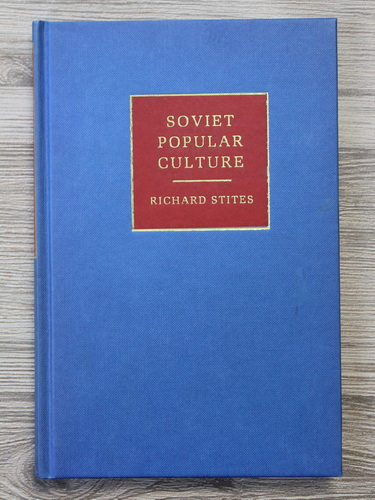 SOVIET
POPULAR
CULTURE
RICHARD STITES